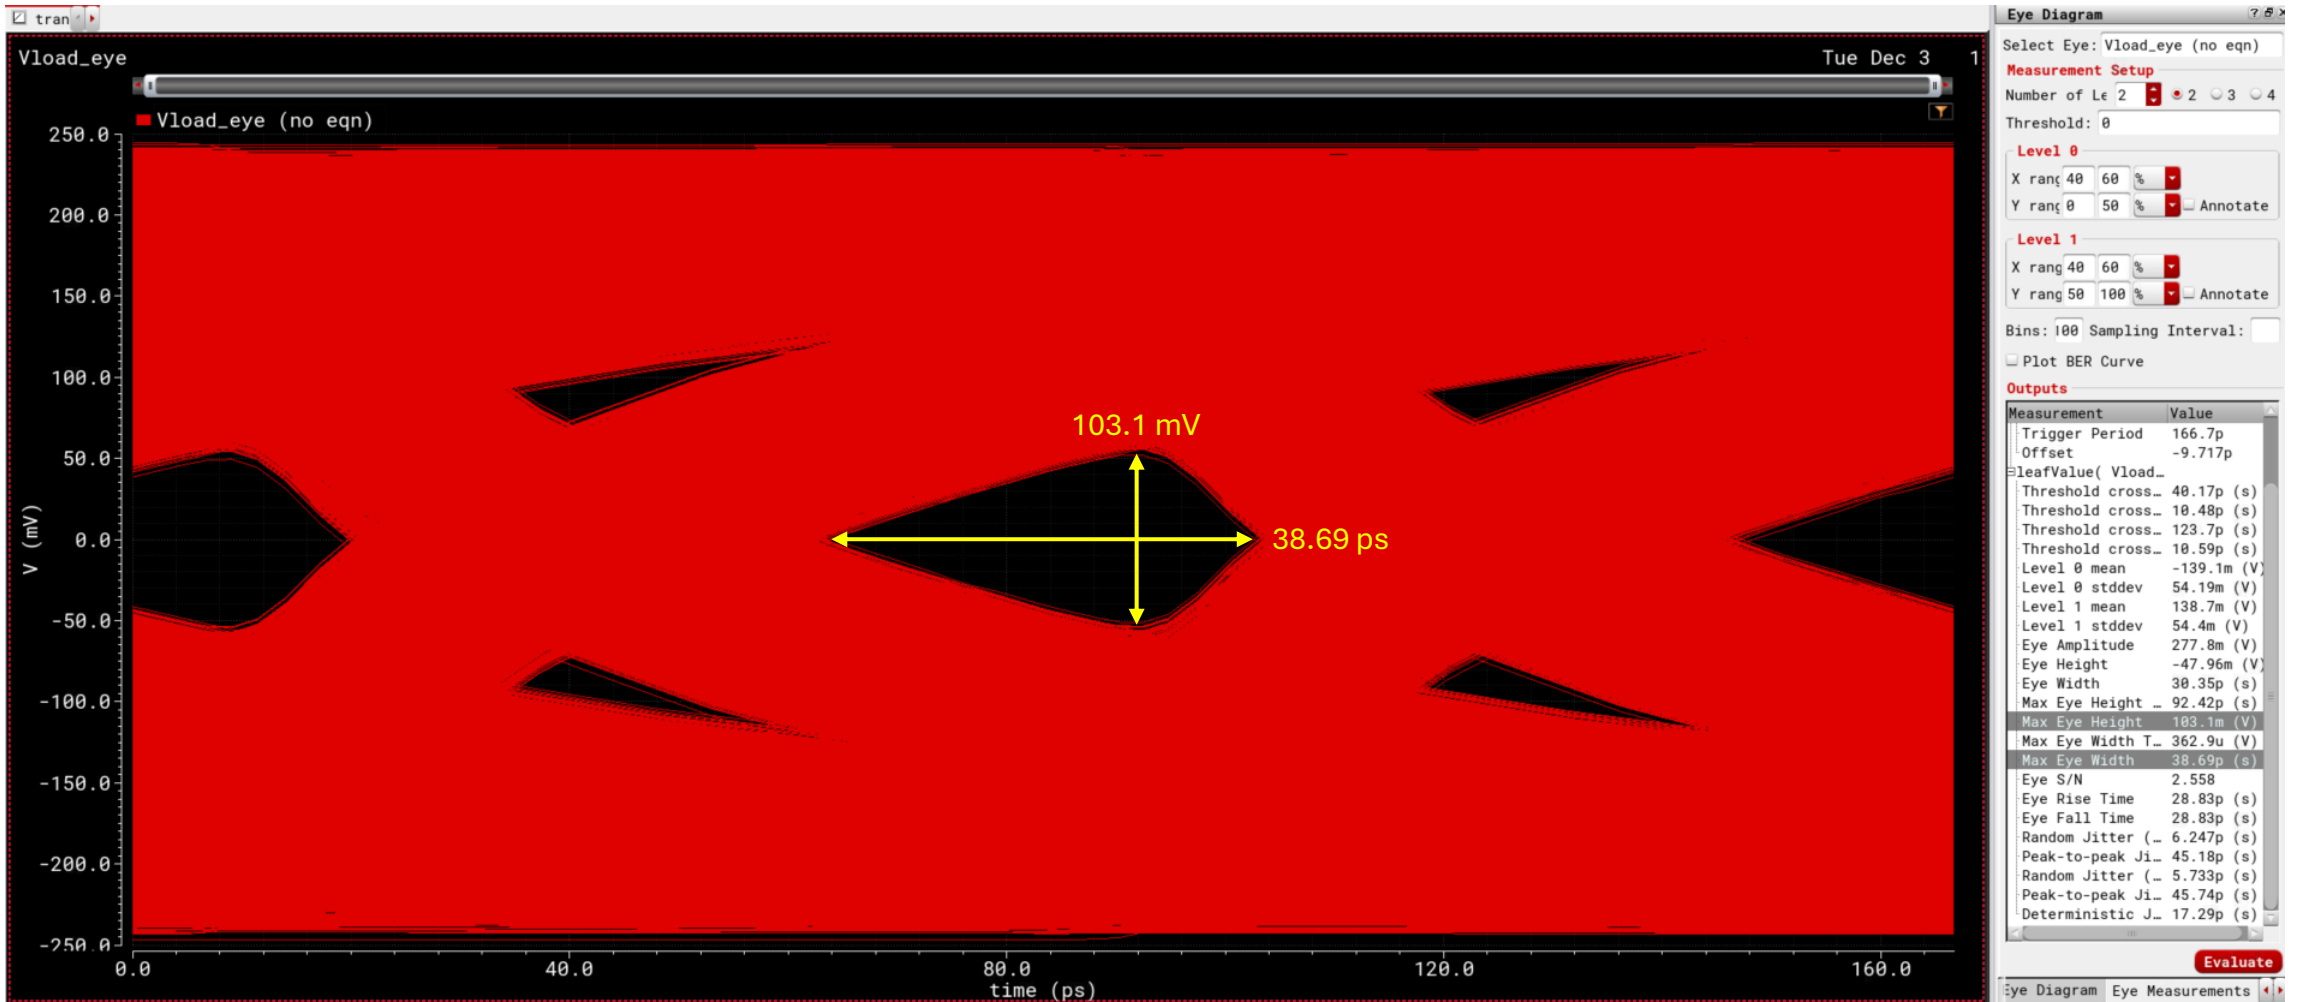 tran
Vload_eye
Tue Dec 3 1
Vload_eye (no eqn)
250.0
200.0
150.0
100.0
50.0
0.0
-50.0
-100.0
-150.0
-200.0
-250.0
V (mV)
103.1 mV
38.69 ps
0.0 40.0 80.0 120.0 160.0
time (ps)
Eye Diagram
Select Eye: Vload_eye (no eqn)
Measurement Setup
Number of Le 2 2 3 4
Threshold: 0
Level 0
X rang 40 60 %
Y rang 0 50 % Annotate
Level 1
X rang 40 60 %
Y rang 50 100 % Annotate
Bins: 100 Sampling Interval:
Plot BER Curve
Outputs
Measurement Value
Trigger Period 166.7p
Offset -9.717p
leafValue( Vload…
Threshold cross… 40.17p (s)
Threshold cross… 10.48p (s)
Threshold cross… 123.7p (s)
Threshold cross… 10.59p (s)
Level 0 mean -139.1m (V)
Level 0 stddev 54.19m (V)
Level 1 mean 138.7m (V)
Level 1 stddev 54.4m (V)
Eye Amplitude 277.8m (V)
Eye Height -47.96m (V)
Eye Width 30.35p (s)
Max Eye Height … 92.42p (s)
Max Eye Height 103.1m (V)
Max Eye Width T… 362.9u (V)
Max Eye Width 38.69p (s)
Eye S/N 2.558
Eye Rise Time 28.83p (s)
Eye Fall Time 28.83p (s)
Random Jitter (… 6.247p (s)
Peak-to-peak Ji… 45.18p (s)
Random Jitter (… 5.733p (s)
Peak-to-peak Ji… 45.74p (s)
Deterministic J… 17.29p (s)
Evaluate
Eye Diagram Eye Measurements